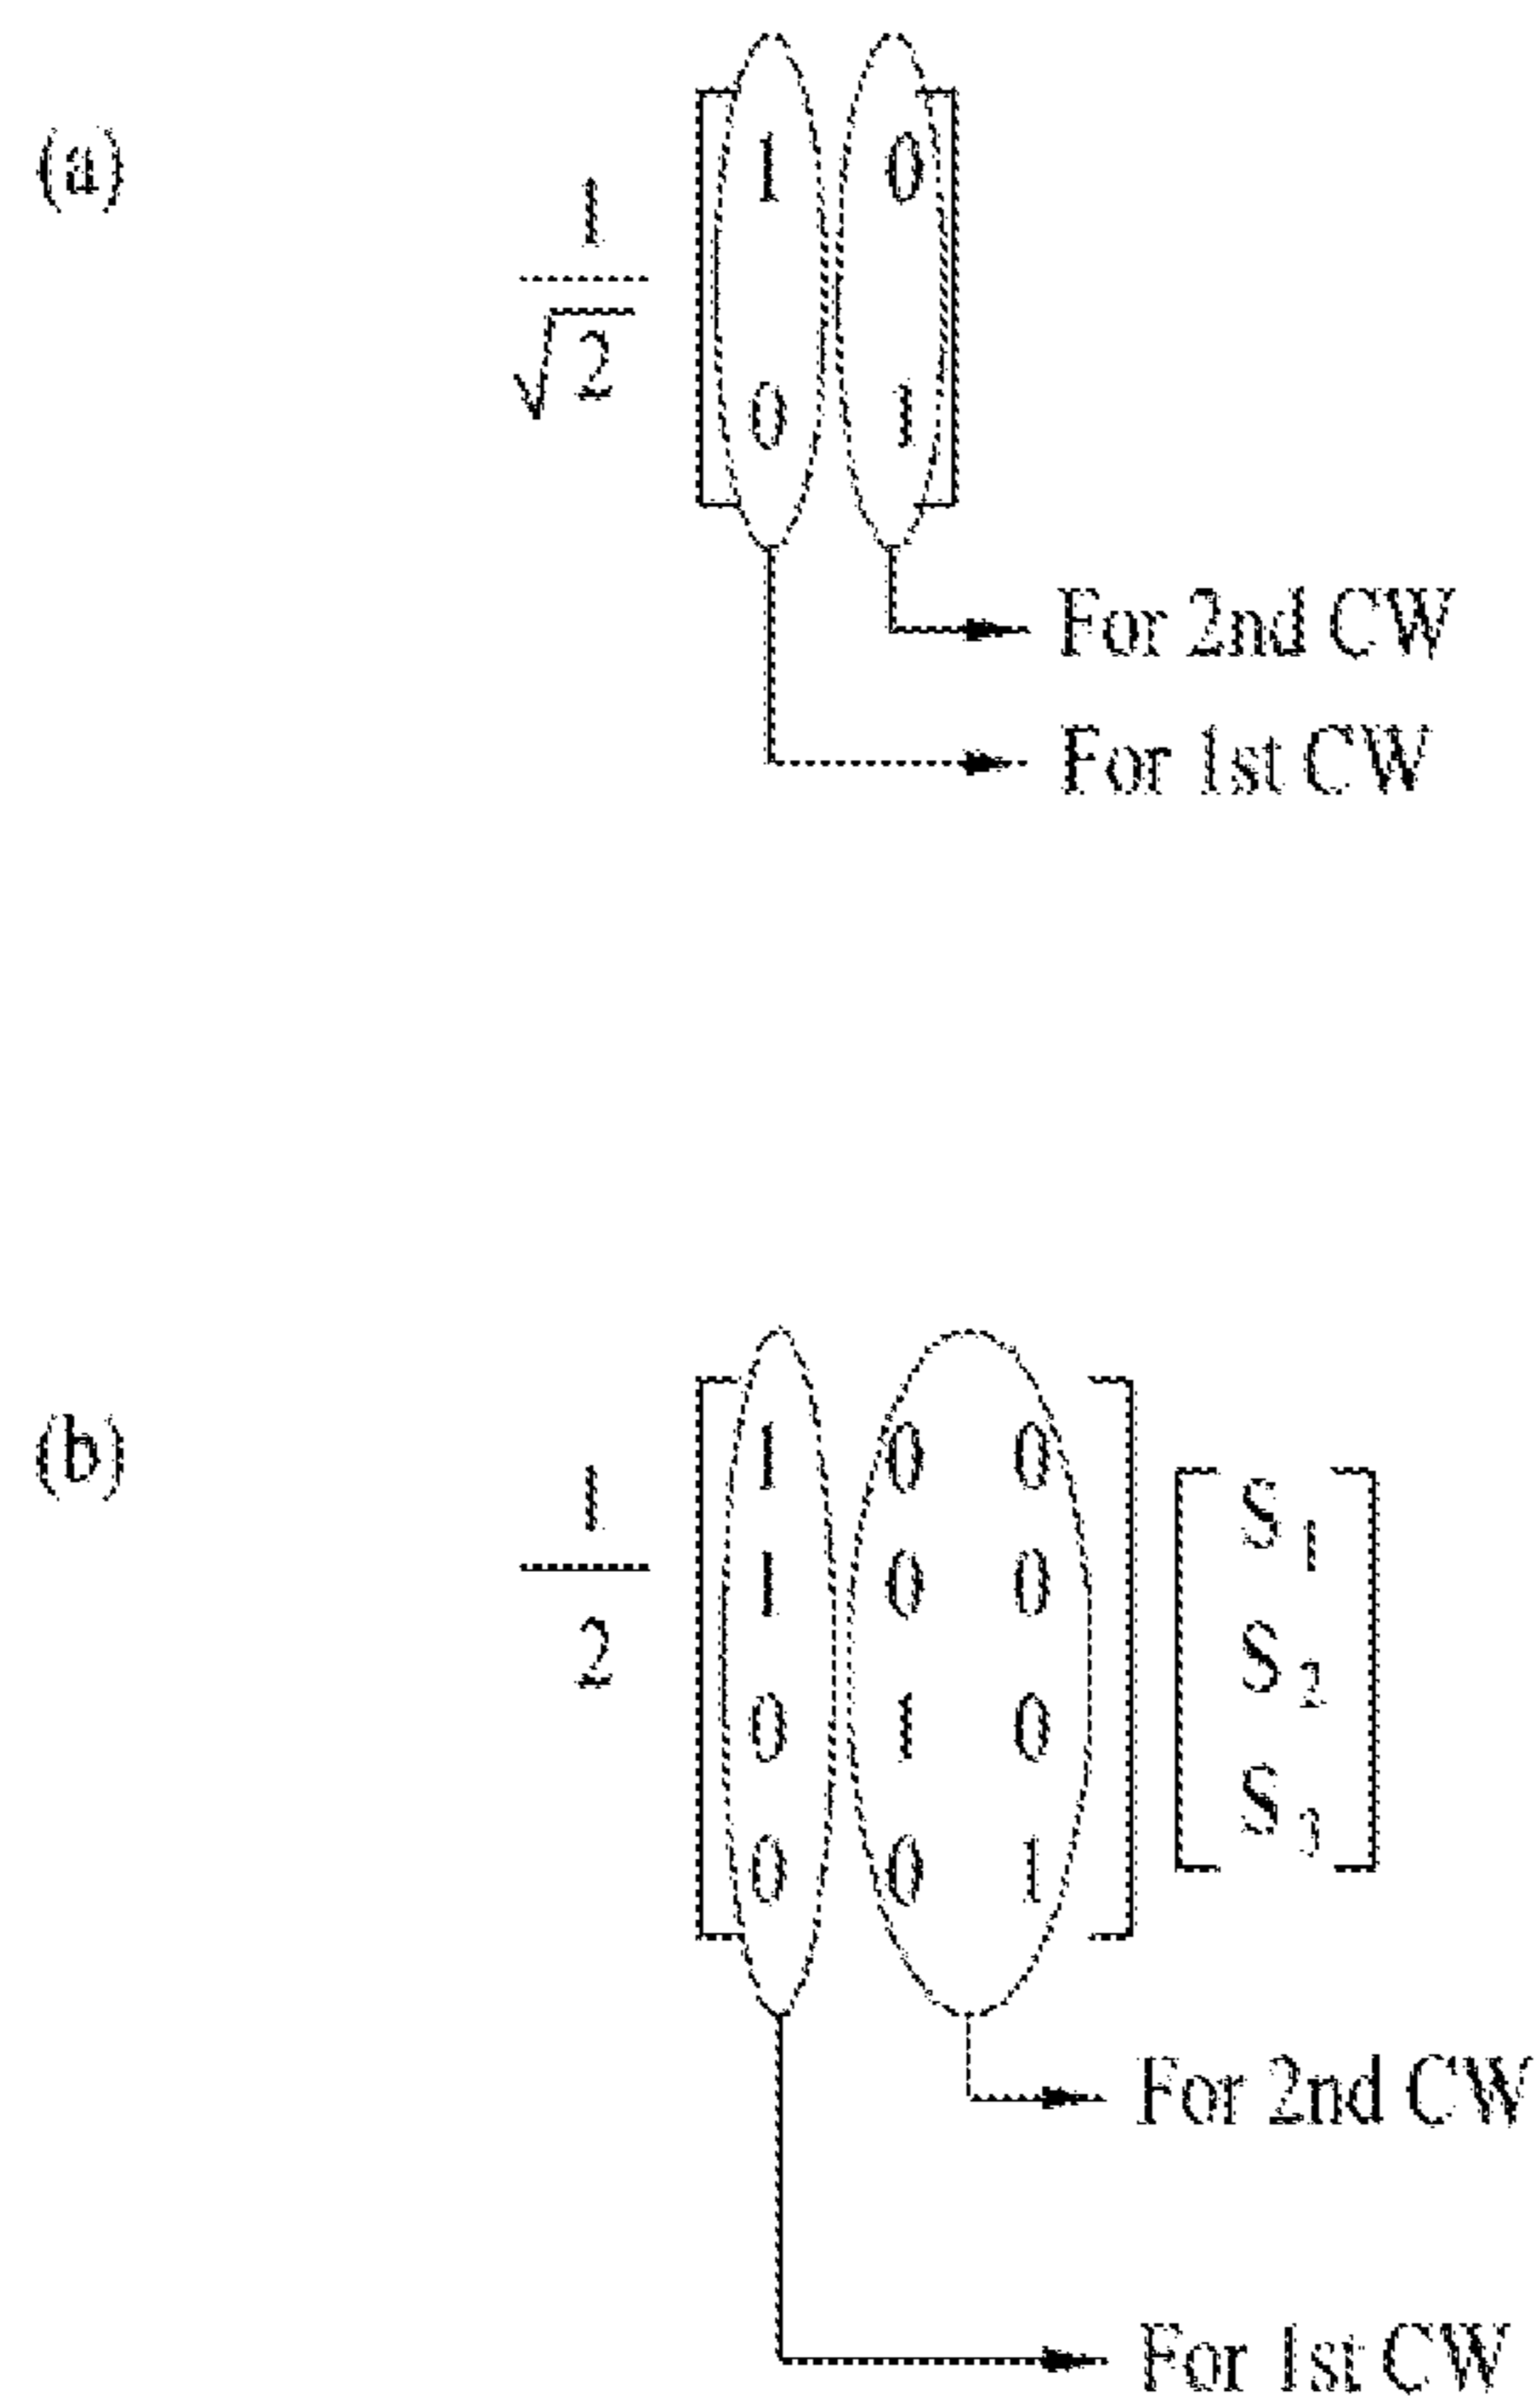 (a)
1
√2
1 0
0 1
For 2nd CW
For 1st CW
(b)
1
2
1 0 0
1 0 0
0 1 0
0 0 1
S1
S2
S3
For 2nd CW
For 1st CW